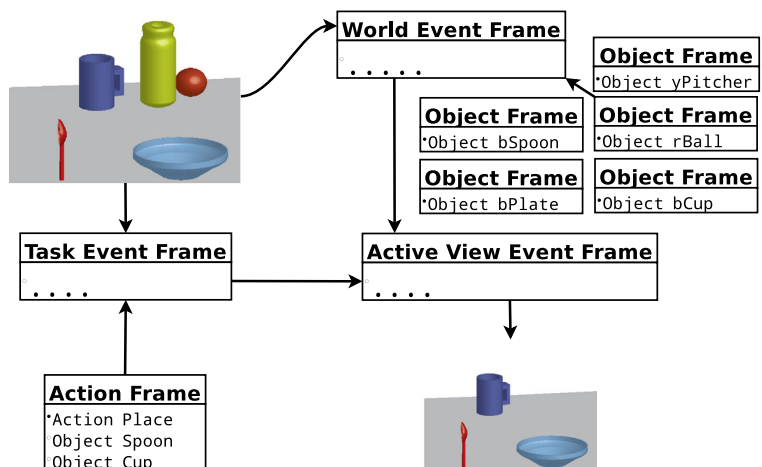 World Event Frame
. . . . .
Object Frame
•Object yPitcher
Object Frame
•Object bSpoon
Object Frame
•Object rBall
Object Frame
•Object bPlate
Object Frame
•Object bCup
Task Event Frame
. . . .
Active View Event Frame
. . . .
Action Frame
•Action Place
◦Object Spoon
◦Object Cup